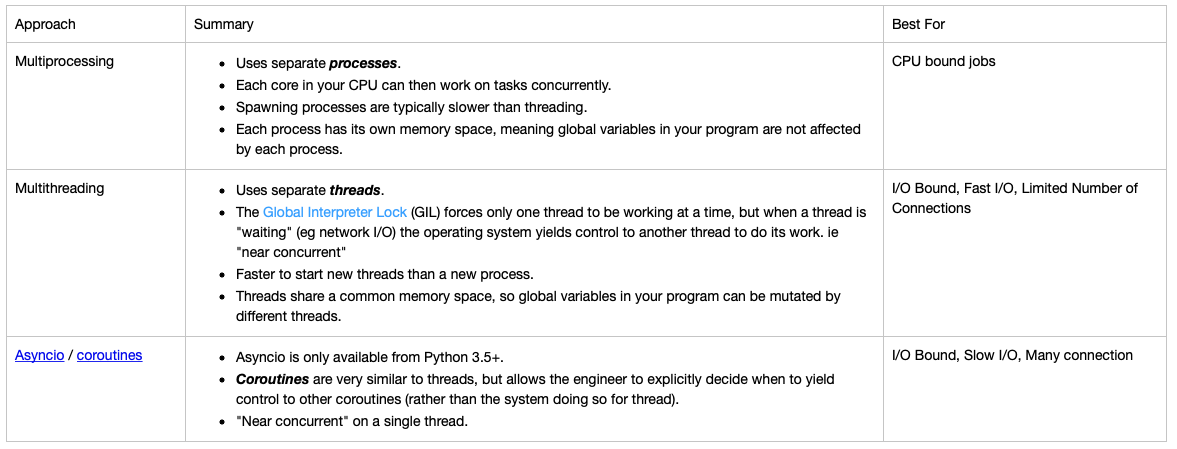 Approach
Summary
Best For
Multiprocessing
• Uses separate processes.
• Each core in your CPU can then work on tasks concurrently.
• Spawning processes are typically slower than threading.
• Each process has its own memory space, meaning global variables in your program are not affected
by each process.
CPU bound jobs
Multithreading
• Uses separate threads.
• The Global Interpreter Lock (GIL) forces only one thread to be working at a time, but when a thread is
"waiting" (eg network I/O) the operating system yields control to another thread to do its work. ie
"near concurrent"
• Faster to start new threads than a new process.
• Threads share a common memory space, so global variables in your program can be mutated by
different threads.
I/O Bound, Fast I/O, Limited Number of
Connections
Asyncio / coroutines
• Asyncio is only available from Python 3.5+.
• Coroutines are very similar to threads, but allows the engineer to explicitly decide when to yield
control to other coroutines (rather than the system doing so for thread).
• "Near concurrent" on a single thread.
I/O Bound, Slow I/O, Many connection